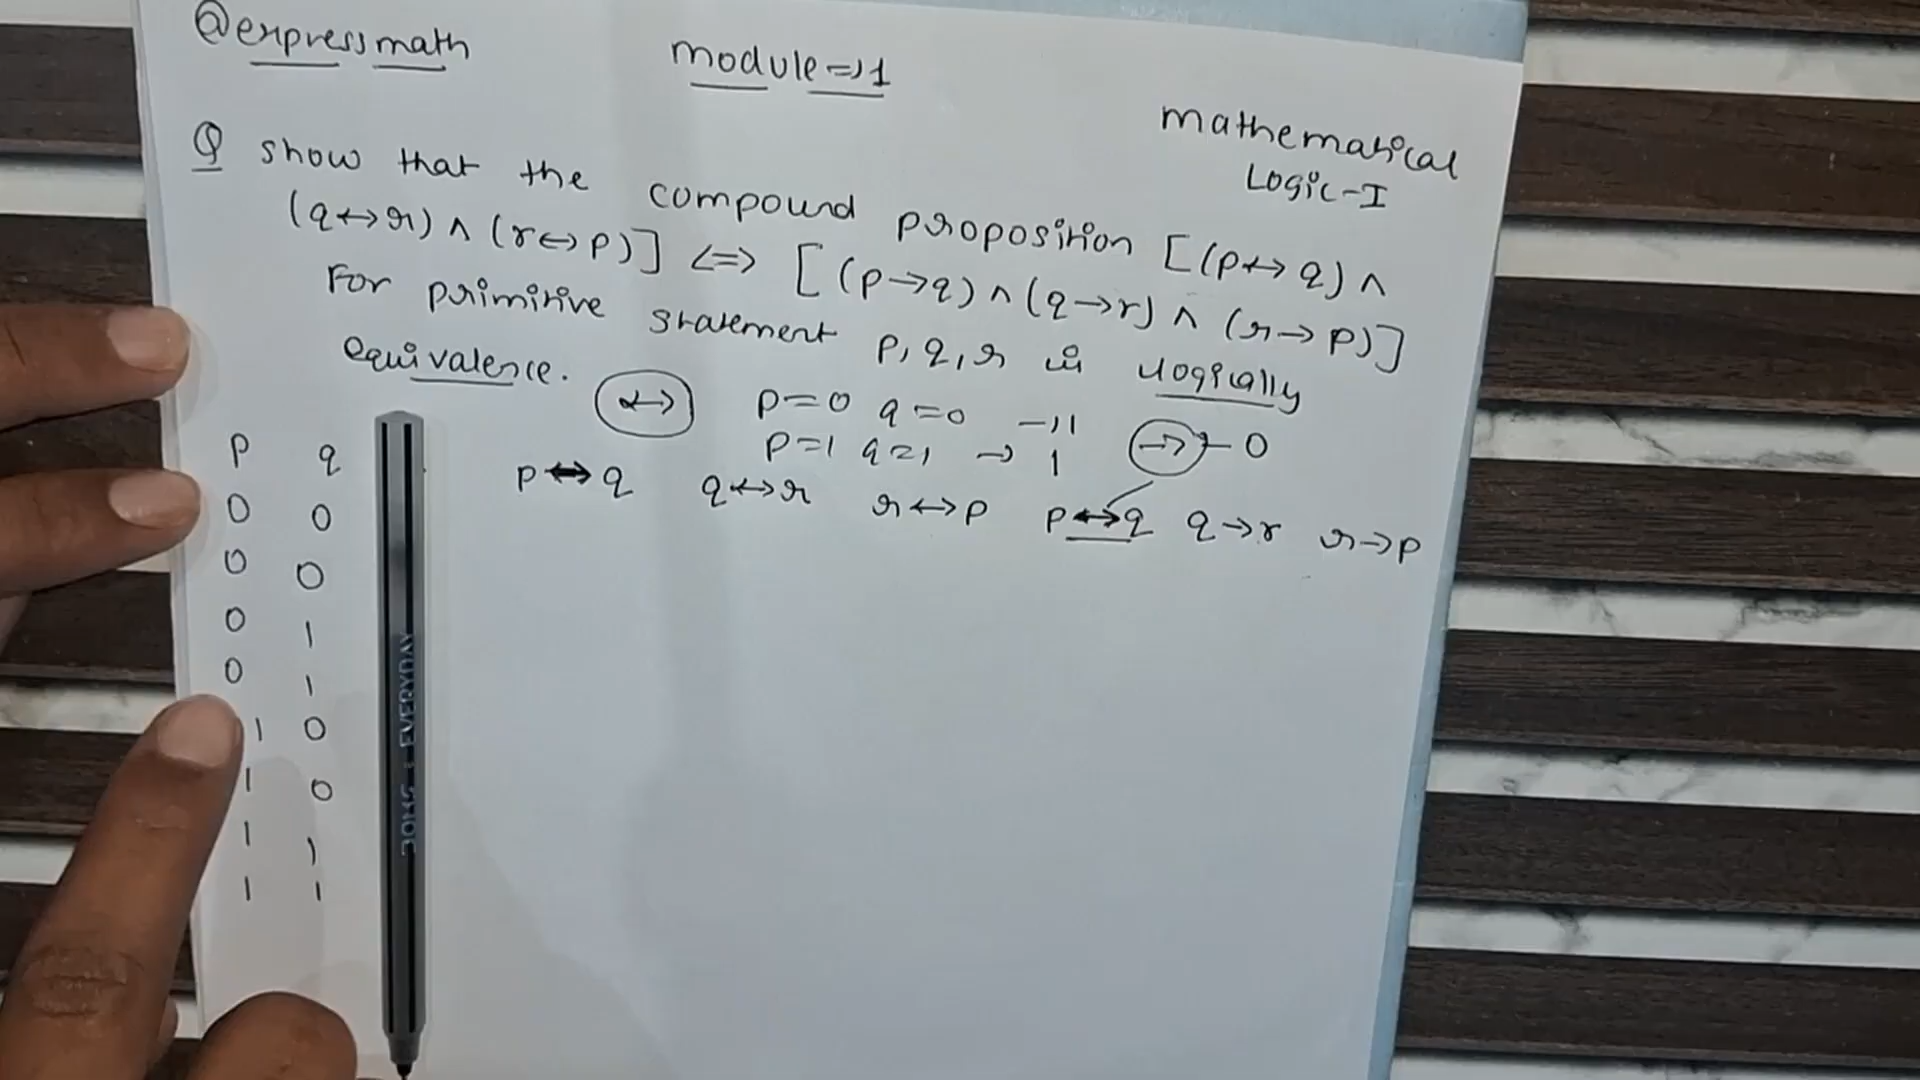 @expressmath
module⇒1
Mathematical
Logic-I
Q show that the compound proposition [(p↔q) ∧
(q↔r) ∧ (r↔p)] <=> [(p→q) ∧ (q→r) ∧ (r→p)]
For primitive statement p, q, r is logically
equivalence.
↔ p=0 q=0 →1
p=1 q=1 → 1
→ 0
p q p↔q q↔r r↔p p↔q q→r r→p
0 0
0 0
0 1
0 1
1 0
1 0
1 1
1 1
DOMS : EVERYDAY